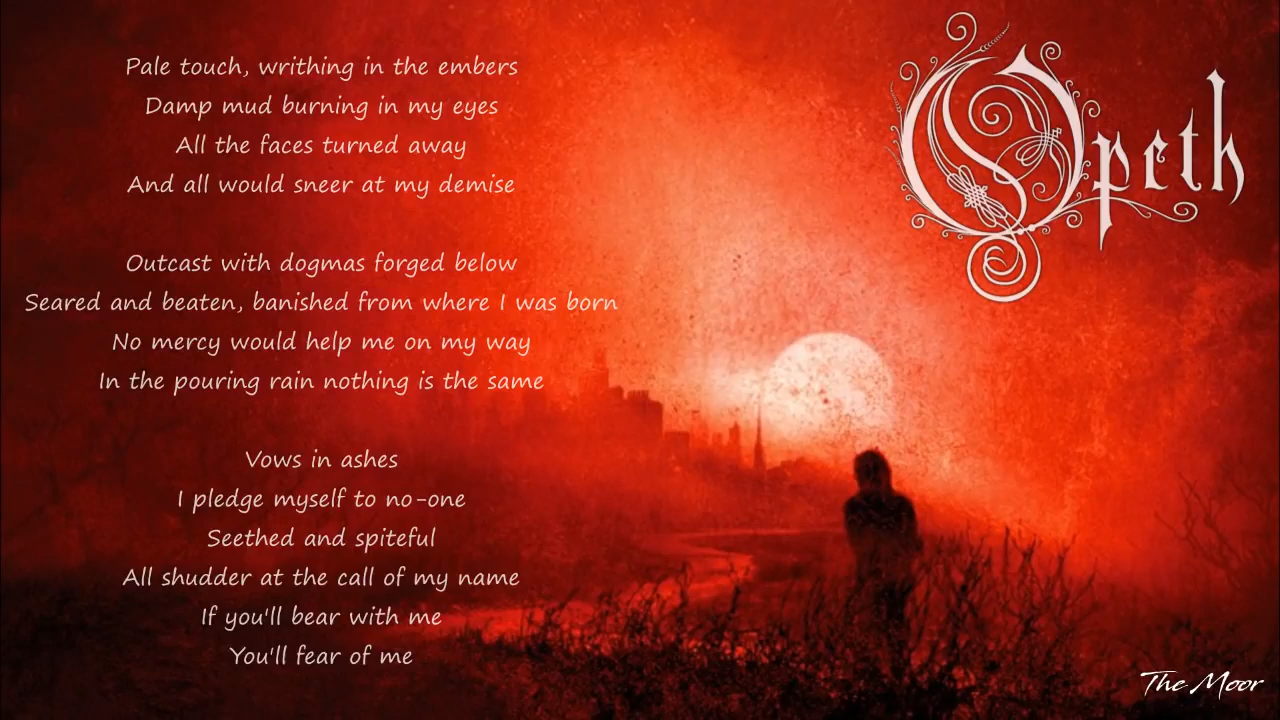 Pale touch, writhing in the embers
Damp mud burning in my eyes
All the faces turned away
And all would sneer at my demise
Outcast with dogmas forged below
Seared and beaten, banished from where I was born
No mercy would help me on my way
In the pouring rain nothing is the same
Vows in ashes
I pledge myself to no-one
Seethed and spiteful
All shudder at the call of my name
If you'll bear with me
You'll fear of me
Opeth
The Moor